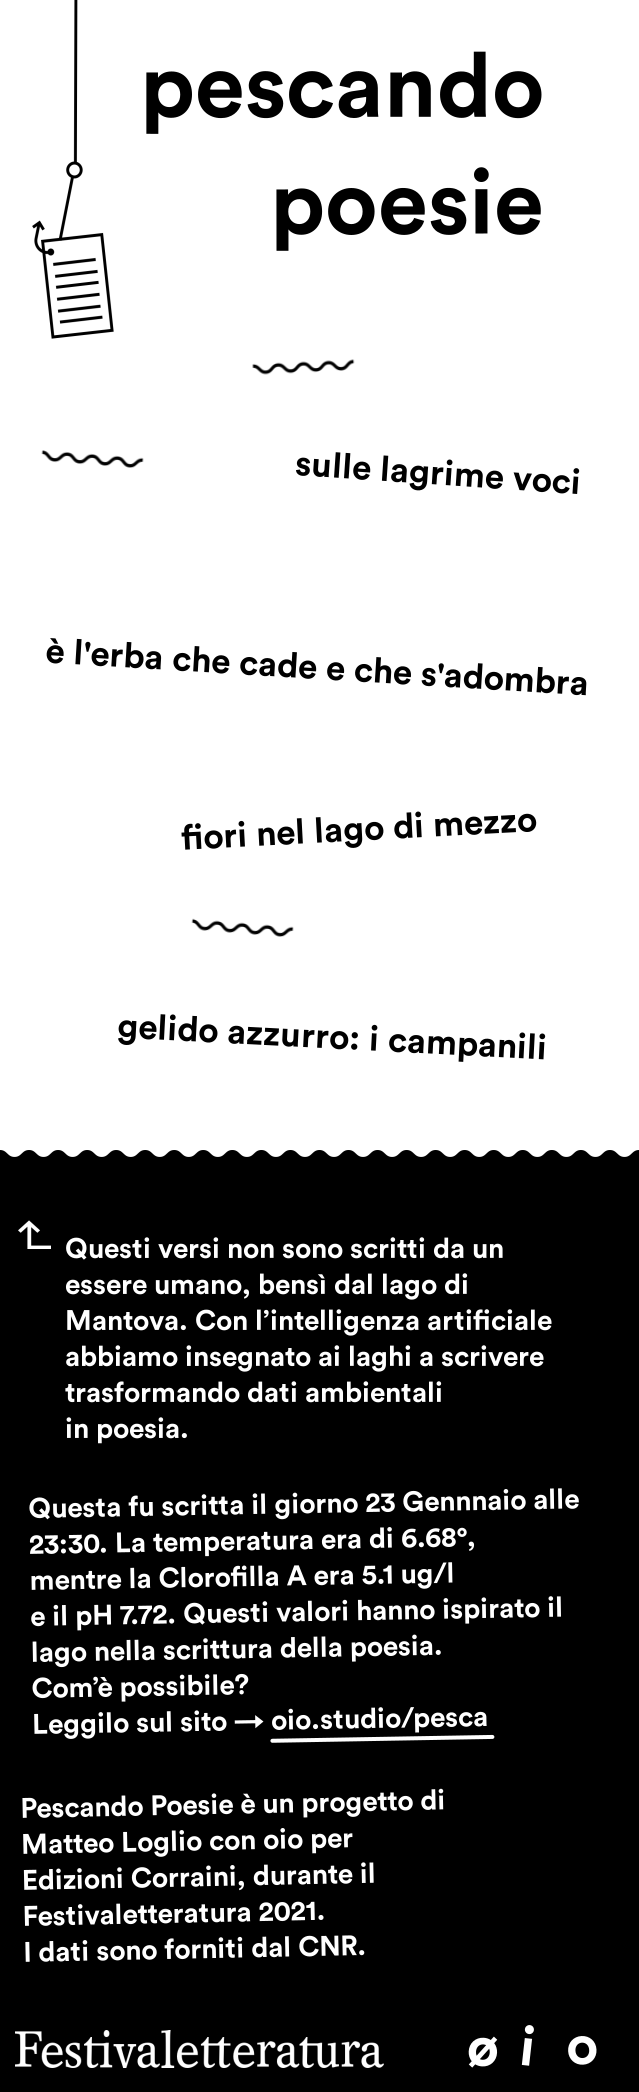 pescando
poesie
sulle lagrime voci
è l'erba che cade e che s'adombra
fiori nel lago di mezzo
gelido azzurro: i campanili
Questi versi non sono scritti da un
essere umano, bensì dal lago di
Mantova. Con l’intelligenza artificiale
abbiamo insegnato ai laghi a scrivere
trasformando dati ambientali
in poesia.
Questa fu scritta il giorno 23 Gennnaio alle
23:30. La temperatura era di 6.68°,
mentre la Clorofilla A era 5.1 ug/l
e il pH 7.72. Questi valori hanno ispirato il
lago nella scrittura della poesia.
Com’è possibile?
Leggilo sul sito → oio.studio/pesca
Pescando Poesie è un progetto di
Matteo Loglio con oio per
Edizioni Corraini, durante il
Festivaletteratura 2021.
I dati sono forniti dal CNR.
Festivaletteratura ø i o